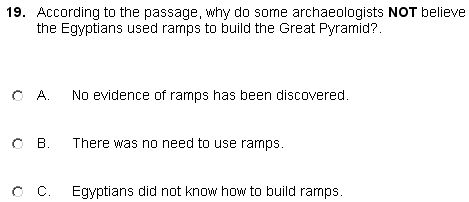 19. According to the passage, why do some archaeologists NOT believe
the Egyptians used ramps to build the Great Pyramid?.
A. No evidence of ramps has been discovered.
B. There was no need to use ramps.
C. Egyptians did not know how to build ramps.